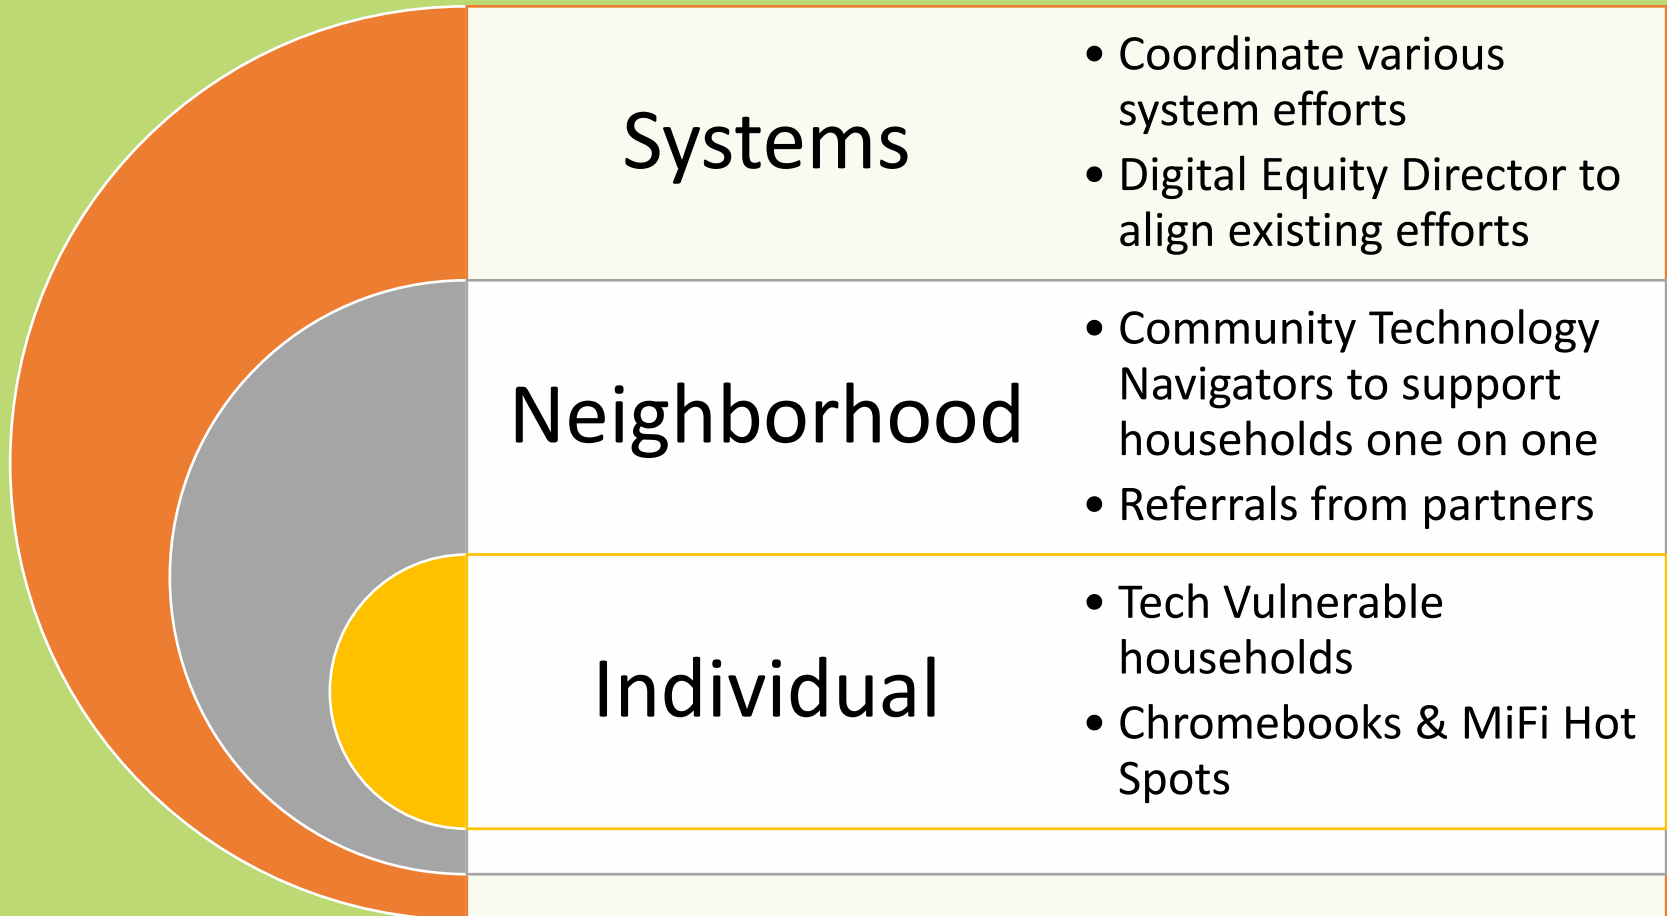 Systems
• Coordinate various
system efforts
• Digital Equity Director to
align existing efforts
Neighborhood
• Community Technology
Navigators to support
households one on one
• Referrals from partners
Individual
• Tech Vulnerable
households
• Chromebooks & MiFi Hot
Spots